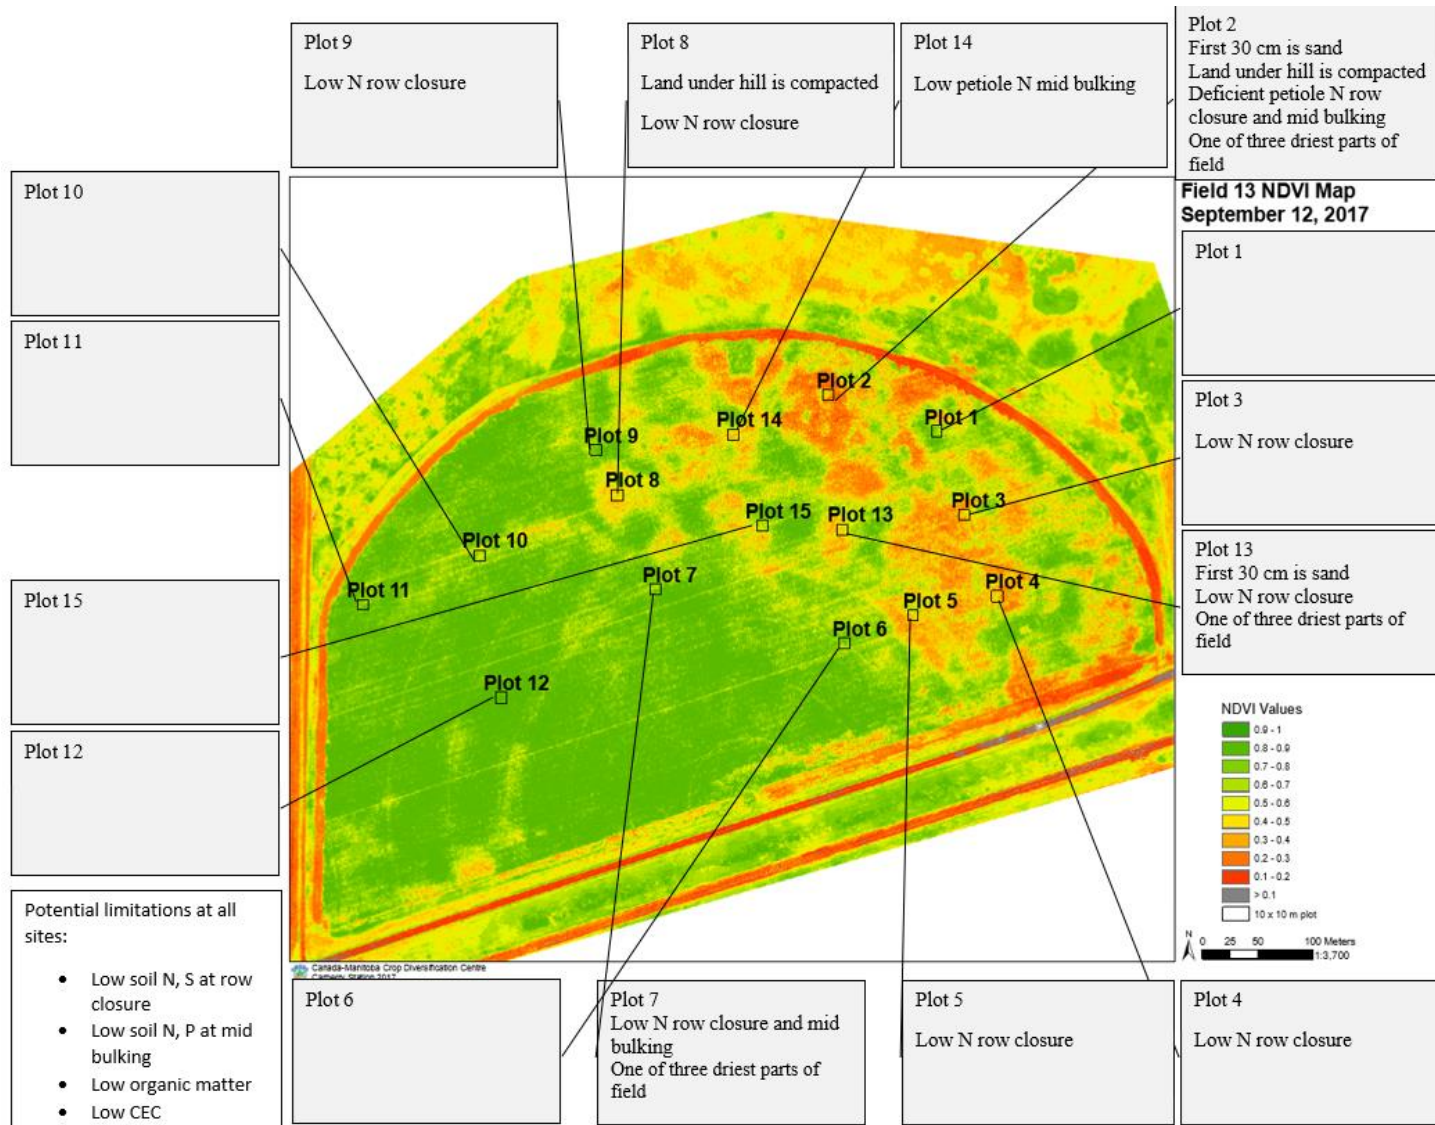 Plot 9
Low N row closure
Plot 8
Land under hill is compacted
Low N row closure
Plot 14
Low petiole N mid bulking
Plot 2
First 30 cm is sand
Land under hill is compacted
Deficient petiole N row
closure and mid bulking
One of three driest parts of
field
Plot 10
Plot 11
Plot 15
Plot 12
Potential limitations at all
sites:
• Low soil N, S at row
closure
• Low soil N, P at mid
bulking
• Low organic matter
• Low CEC
Field 13 NDVI Map
September 12, 2017
Plot 2
Plot 1
Plot 14
Plot 9
Plot 8
Plot 3
Plot 15
Plot 13
Plot 10
Plot 7
Plot 4
Plot 11
Plot 5
Plot 6
Plot 12
Canada-Manitoba Crop Diversification Centre
Carberry Station 2017
Plot 1
Plot 3
Low N row closure
Plot 13
First 30 cm is sand
Low N row closure
One of three driest parts of
field
NDVI Values
0.9 - 1
0.8 - 0.9
0.7 - 0.8
0.6 - 0.7
0.5 - 0.6
0.4 - 0.5
0.3 - 0.4
0.2 - 0.3
0.1 - 0.2
> 0.1
10 x 10 m plot
N
0 25 50 100 Meters
1:3,700
Plot 6
Plot 7
Low N row closure and mid
bulking
One of three driest parts of
field
Plot 5
Low N row closure
Plot 4
Low N row closure